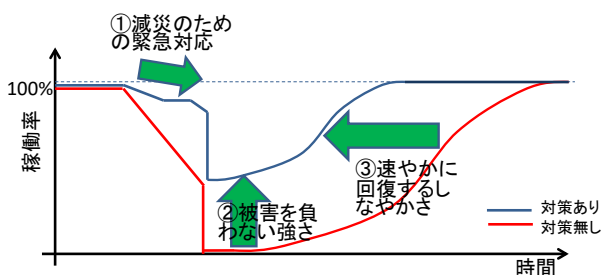 ①減災のため
の緊急対応
100%
稼働率
③速やかに
回復するし
なやかさ
②被害を負
わない強さ
対策あり
対策無し
時間